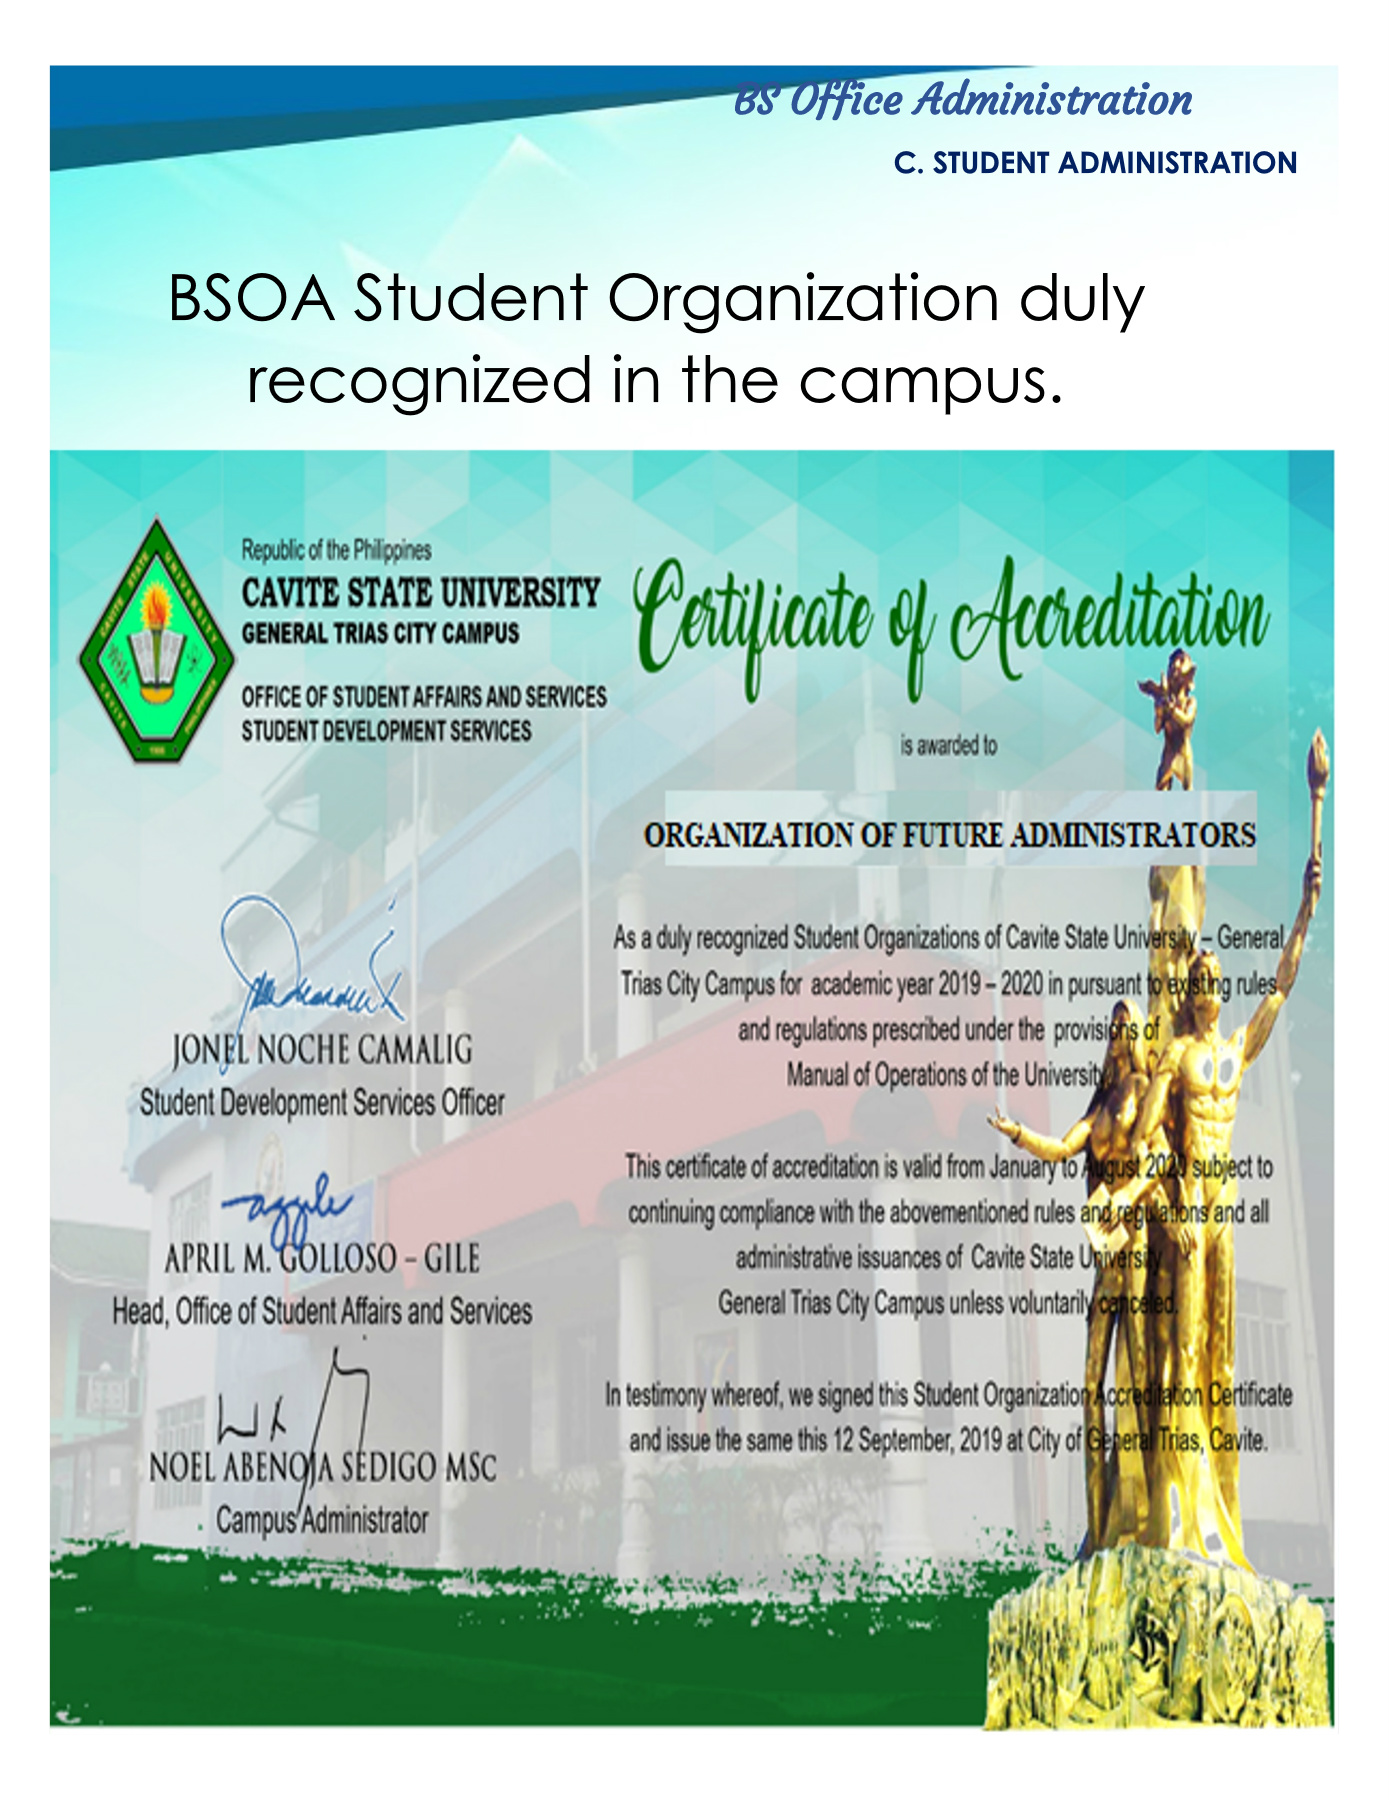 BS Office Administration
C. STUDENT ADMINISTRATION
BSOA Student Organization duly
recognized in the campus.
CAVITE STATE UNIVERSITY
CAVITE PHILIPPINES
1906
Republic of the Philippines
CAVITE STATE UNIVERSITY
GENERAL TRIAS CITY CAMPUS
OFFICE OF STUDENT AFFAIRS AND SERVICES
STUDENT DEVELOPMENT SERVICES
JONEL NOCHE CAMALIG
Student Development Services Officer
APRIL M. GOLLOSO – GILE
Head, Office of Student Affairs and Services
NOEL ABENOJA SEDIGO MSC
Campus Administrator
Certificate of Accreditation
is awarded to
ORGANIZATION OF FUTURE ADMINISTRATORS
As a duly recognized Student Organizations of Cavite State University – General
Trias City Campus for academic year 2019 – 2020 in pursuant to existing rules
and regulations prescribed under the provisions of
Manual of Operations of the University
This certificate of accreditation is valid from January to August 2020 subject to
continuing compliance with the abovementioned rules and regulations and all
administrative issuances of Cavite State University
General Trias City Campus unless voluntarily canceled.
In testimony whereof, we signed this Student Organization Accreditation Certificate
and issue the same this 12 September, 2019 at City of General Trias, Cavite.